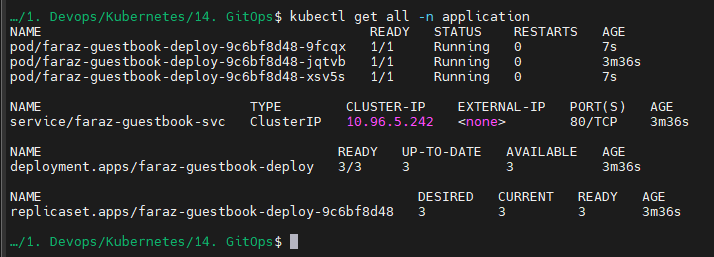 …/1. Devops/Kubernetes/14. GitOps$ kubectl get all -n application
NAME READY STATUS RESTARTS AGE
pod/faraz-guestbook-deploy-9c6bf8d48-9fcqx 1/1 Running 0 7s
pod/faraz-guestbook-deploy-9c6bf8d48-jqtvb 1/1 Running 0 3m36s
pod/faraz-guestbook-deploy-9c6bf8d48-xsv5s 1/1 Running 0 7s
NAME TYPE CLUSTER-IP EXTERNAL-IP PORT(S) AGE
service/faraz-guestbook-svc ClusterIP 10.96.5.242 <none> 80/TCP 3m36s
NAME READY UP-TO-DATE AVAILABLE AGE
deployment.apps/faraz-guestbook-deploy 3/3 3 3 3m36s
NAME DESIRED CURRENT READY AGE
replicaset.apps/faraz-guestbook-deploy-9c6bf8d48 3 3 3 3m36s
…/1. Devops/Kubernetes/14. GitOps$